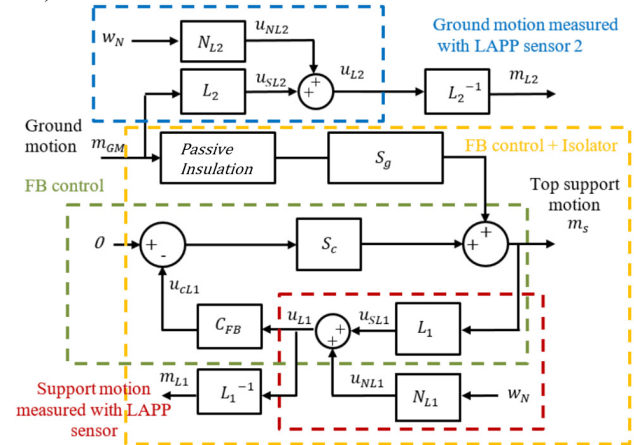 w_N
N_L2
u_NL2
Ground motion measured
with LAPP sensor 2
L_2
u_SL2
+
+
u_L2
L_2^-1
m_L2
Ground
motion
m_GM
Passive
Insulation
S_g
FB control + Isolator
FB control
Top support
motion
m_s
0
+
-
S_c
+
+
u_cL1
C_FB
u_L1
+
+
u_SL1
L_1
m_L1
L_1^-1
u_NL1
N_L1
w_N
Support motion
measured with LAPP
sensor